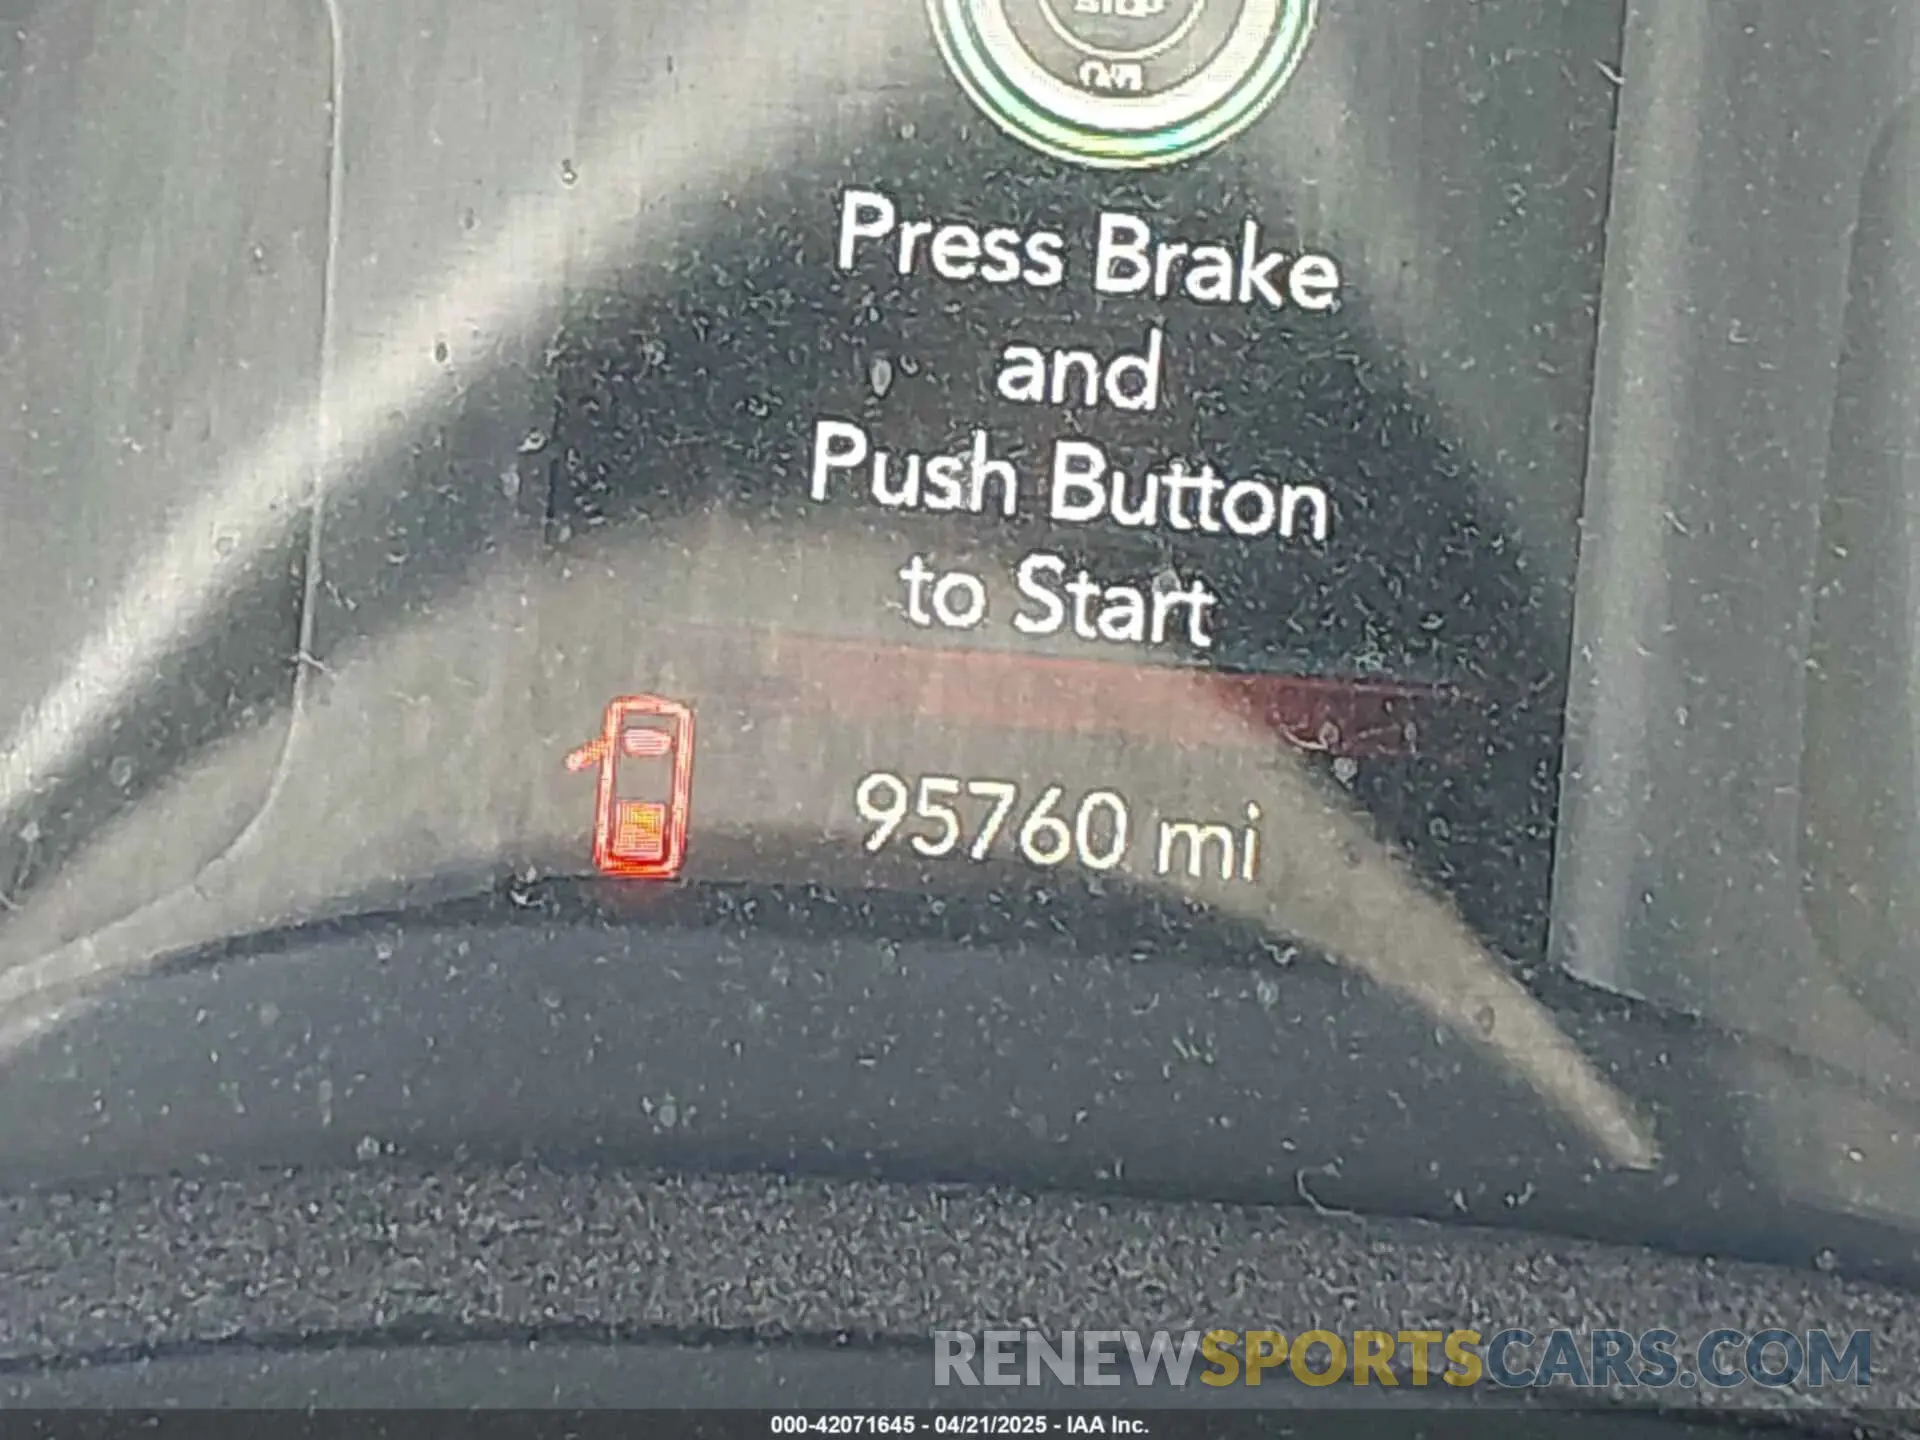 Press Brake
and
Push Button
to Start
95760 mi
RENEWSPORTSCARS.COM
000-42071645 - 04/21/2025 - IAA Inc.